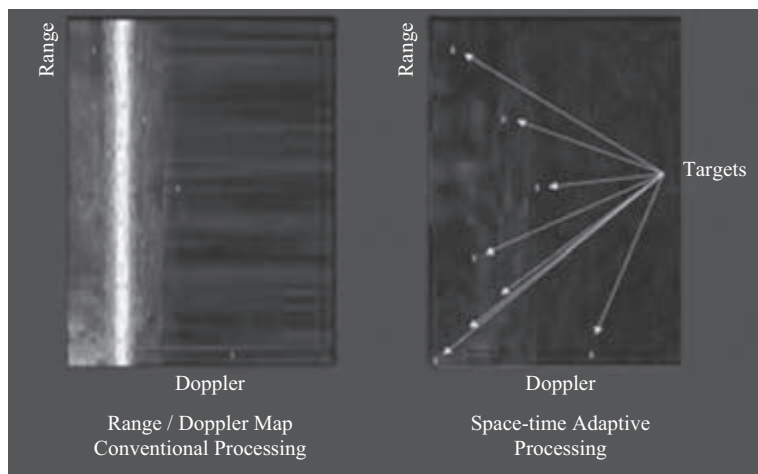 Range
Range
Targets
Doppler
Doppler
Range / Doppler Map
Conventional Processing
Space-time Adaptive
Processing